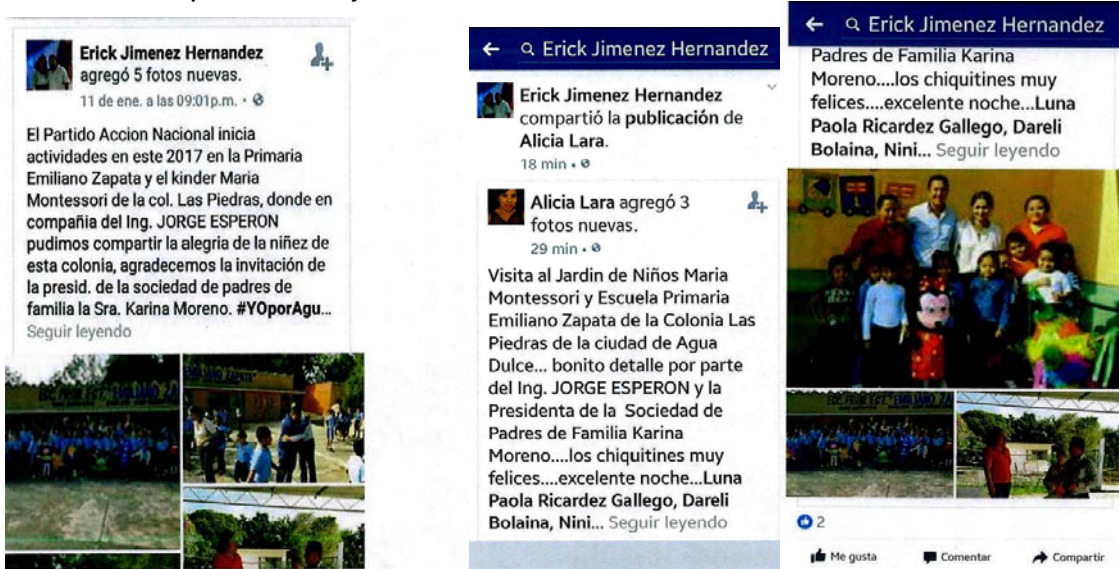 Erick Jimenez Hernandez
agregó 5 fotos nuevas.
11 de ene. a las 09:01p.m.
El Partido Accion Nacional inicia
actividades en este 2017 en la Primaria
Emiliano Zapata y el kinder Maria
Montessori de la col. Las Piedras, donde en
compañia del Ing. JORGE ESPERON
pudimos compartir la alegria de la niñez de
esta colonia, agradecemos la invitación de
la presid. de la sociedad de padres de
familia la Sra. Karina Moreno. #YOporAgu...
Seguir leyendo
EMILIANO ZAPATA
Erick Jimenez Hernandez
Erick Jimenez Hernandez
compartió la publicación de
Alicia Lara.
18 min
Alicia Lara agregó 3
fotos nuevas.
29 min
Visita al Jardin de Niños Maria
Montessori y Escuela Primaria
Emiliano Zapata de la Colonia Las
Piedras de la ciudad de Agua
Dulce... bonito detalle por parte
del Ing. JORGE ESPERON y la
Presidenta de la Sociedad de
Padres de Familia Karina
Moreno....los chiquitines muy
felices....excelente noche...Luna
Paola Ricardez Gallego, Dareli
Bolaina, Nini... Seguir leyendo
Erick Jimenez Hernandez
Padres de Familia Karina
Moreno....los chiquitines muy
felices....excelente noche...Luna
Paola Ricardez Gallego, Dareli
Bolaina, Nini... Seguir leyendo
2
Me gusta
Comentar
Compartir